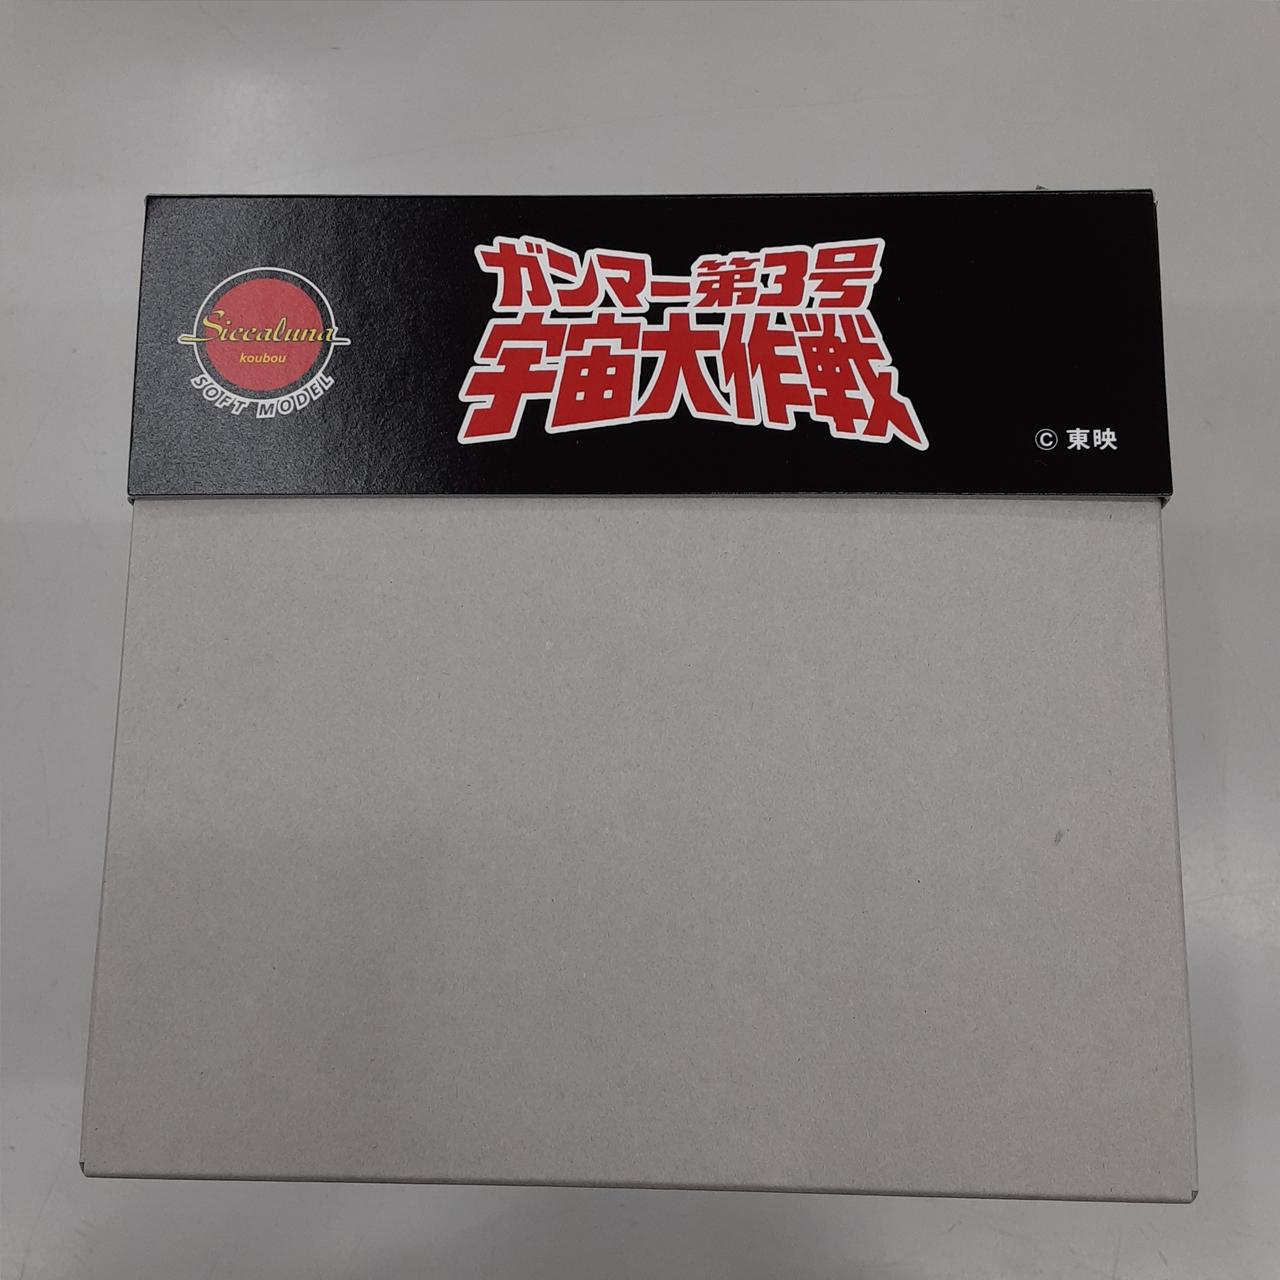 Siccaluna
koubou
SOFT MODEL
ガンマー第3号
宇宙大作戦
© 東映